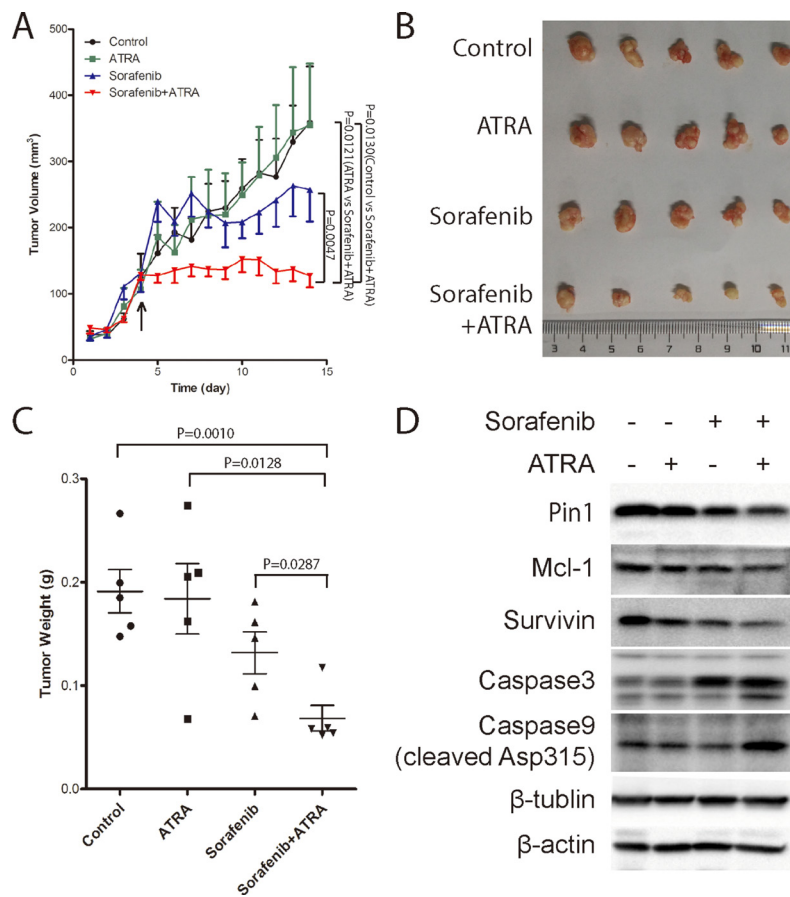 A
Control
ATRA
Sorafenib
Sorafenib+ATRA
500
400
300
200
100
0
Tumor Volume (mm³)
0 5 10 15
Time (day)
P=0.0047
P=0.0121(ATRA vs Sorafenib+ATRA)
P=0.0130(Control vs Sorafenib+ATRA)
B
Control
ATRA
Sorafenib
Sorafenib
+ATRA
3 4 5 6 7 8 9 10 11
C
P=0.0010
P=0.0128
P=0.0287
0.3
0.2
0.1
0.0
Tumor Weight (g)
Control
ATRA
Sorafenib
Sorafenib+ATRA
D
Sorafenib - - + +
ATRA - + - +
Pin1
Mcl-1
Survivin
Caspase3
Caspase9
(cleaved Asp315)
β-tublin
β-actin